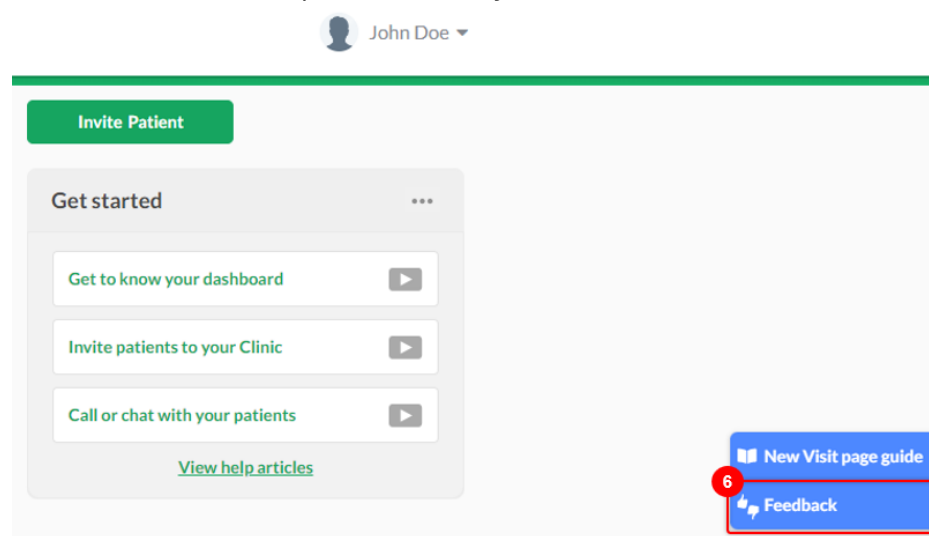 John Doe
Invite Patient
Get started
Get to know your dashboard
Invite patients to your Clinic
Call or chat with your patients
View help articles
New Visit page guide
6
Feedback